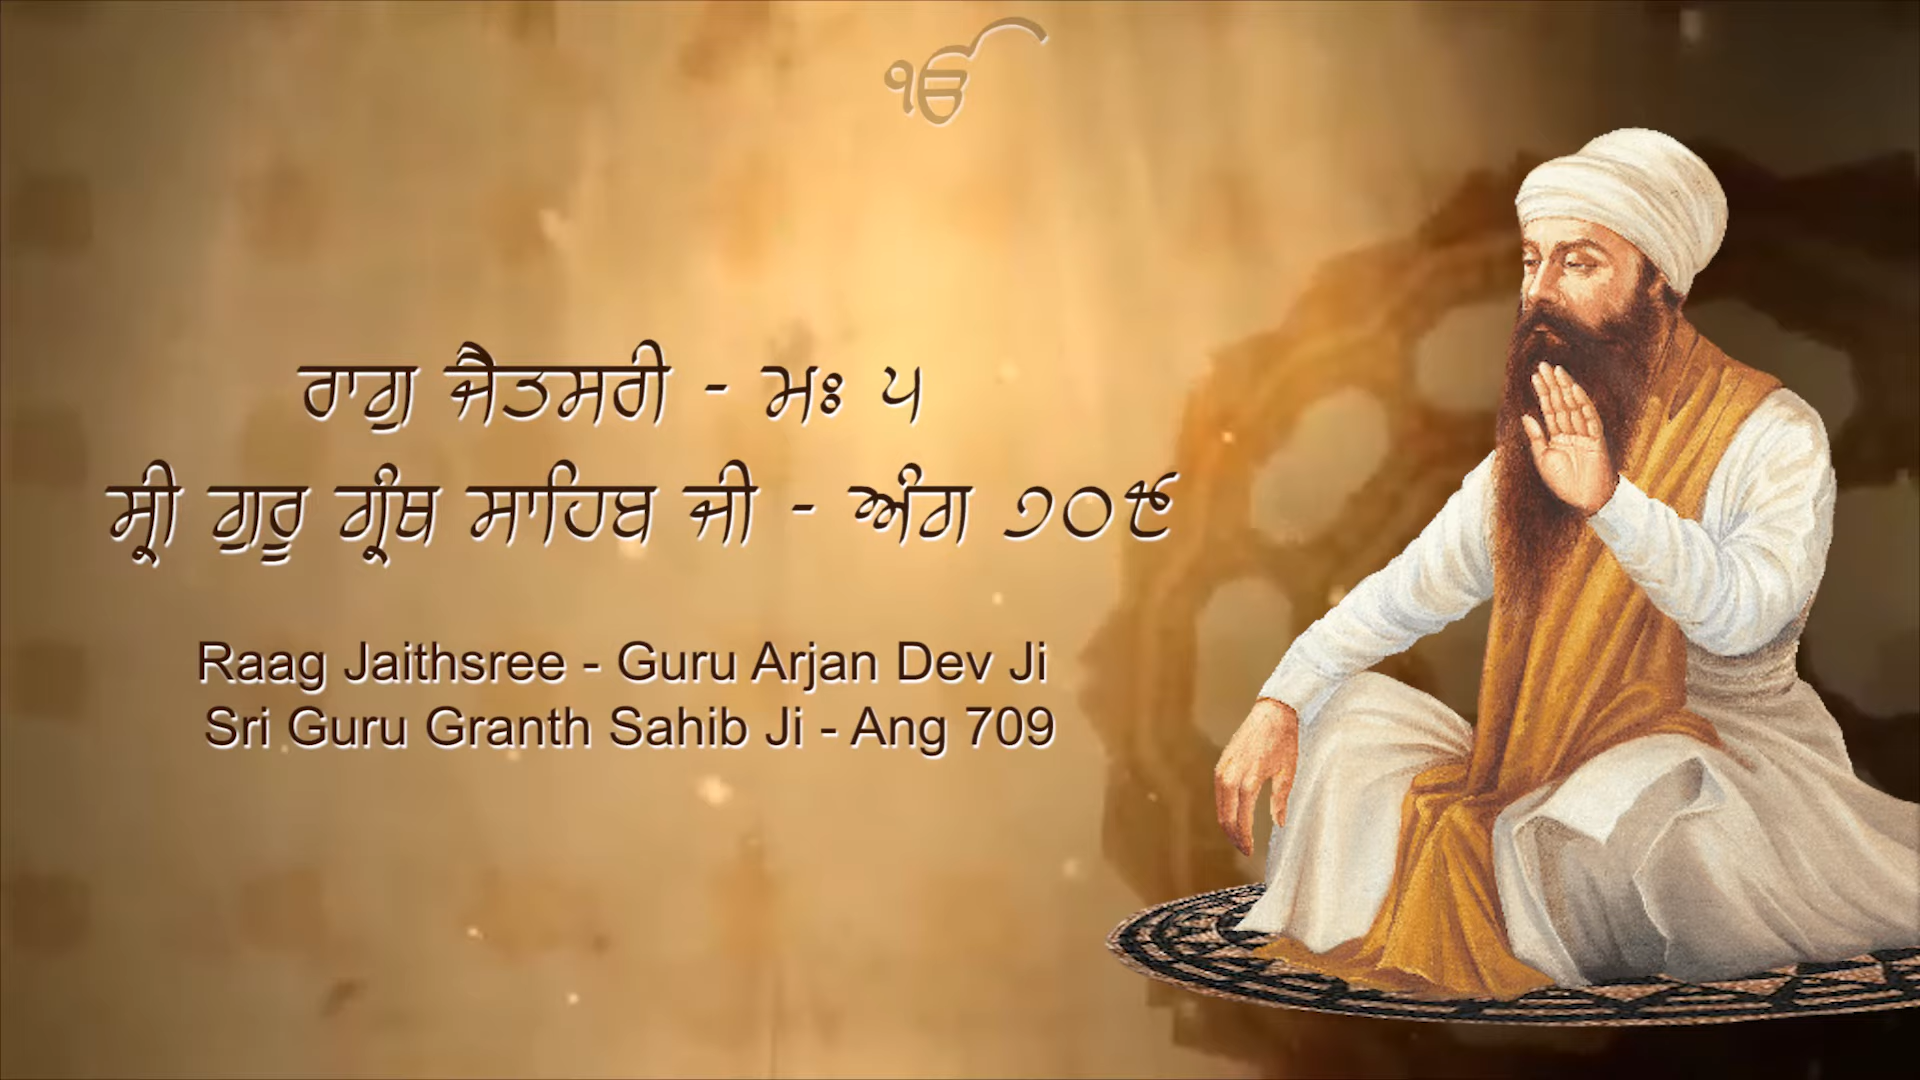 ੴ
ਰਾਗੁ ਜੈਤਸਰੀ - ਮਃ ੫
ਸ੍ਰੀ ਗੁਰੂ ਗ੍ਰੰਥ ਸਾਹਿਬ ਜੀ - ਅੰਗ ੭੦੯
Raag Jaithsree - Guru Arjan Dev Ji
Sri Guru Granth Sahib Ji - Ang 709